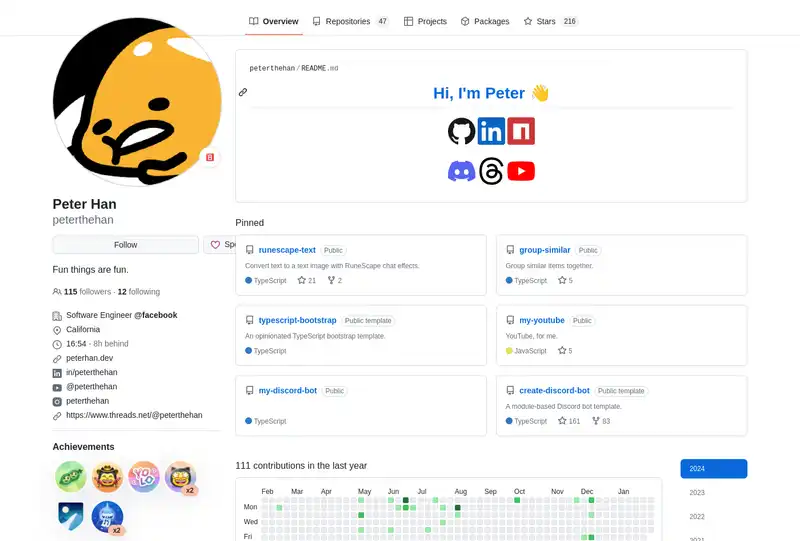 Overview
Repositories 47
Projects
Packages
Stars 216
peterthehan/README.md
Hi, I'm Peter 👋
Peter Han
peterthehan
Follow
Fun things are fun.
115 followers · 12 following
Software Engineer @facebook
California
16:54 - 8h behind
peterhan.dev
in/peterthehan
@peterthehan
peterthehan
https://www.threads.net/@peterthehan
Achievements
YOLO
x2
x2
Pinned
runescape-text Public
Convert text to a text image with RuneScape chat effects.
TypeScript 21 2
group-similar Public
Group similar items together.
TypeScript 5
typescript-bootstrap Public template
An opinionated TypeScript bootstrap template.
TypeScript
my-youtube Public
YouTube, for me.
JavaScript 5
my-discord-bot Public
TypeScript
create-discord-bot Public template
A module-based Discord bot template.
TypeScript 161 83
111 contributions in the last year
Feb Mar Apr May Jun Jul Aug Sep Oct Nov Dec Jan
Mon
Wed
Fri
2024
2023
2022
2021